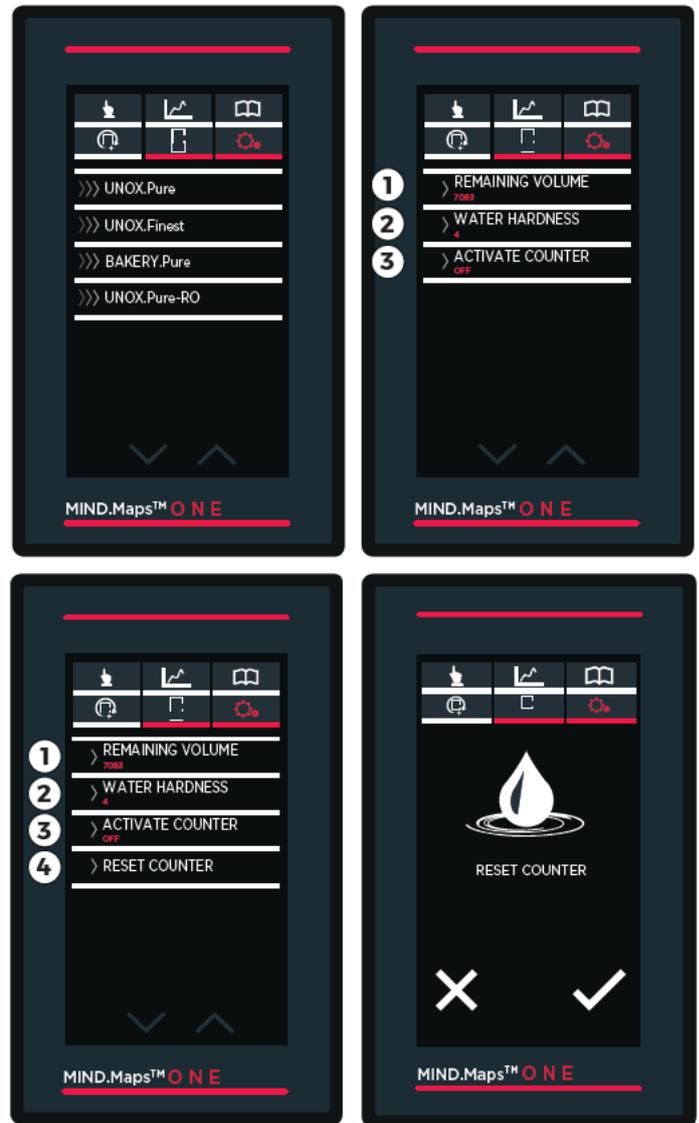 UNOX.Pure
UNOX.Finest
BAKERY.Pure
UNOX.Pure-RO
MIND.Maps™ ONE
1 REMAINING VOLUME
7083
2 WATER HARDNESS
4
3 ACTIVATE COUNTER
OFF
MIND.Maps™ ONE
1 REMAINING VOLUME
7083
2 WATER HARDNESS
4
3 ACTIVATE COUNTER
OFF
4 RESET COUNTER
MIND.Maps™ ONE
RESET COUNTER
MIND.Maps™ ONE